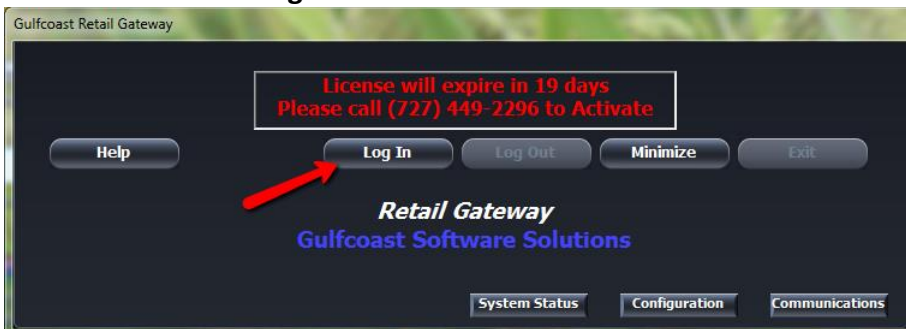 Gulfcoast Retail Gateway
License will expire in 19 days
Please call (727) 449-2296 to Activate
Help Log In Log Out Minimize Exit
Retail Gateway
Gulfcoast Software Solutions
System Status Configuration Communications